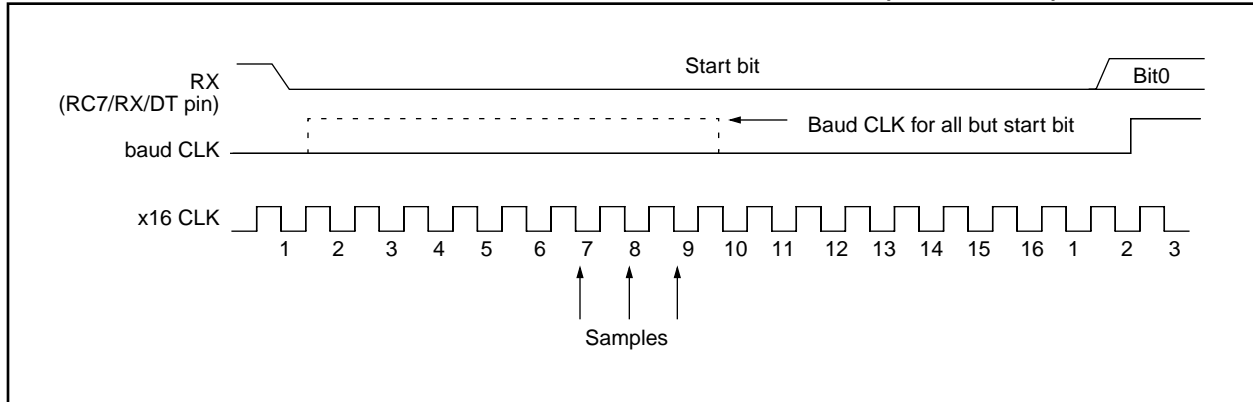 Start bit
RX
(RC7/RX/DT pin)
Bit0
Baud CLK for all but start bit
baud CLK
x16 CLK
1 2 3 4 5 6 7 8 9 10 11 12 13 14 15 16 1 2 3
Samples